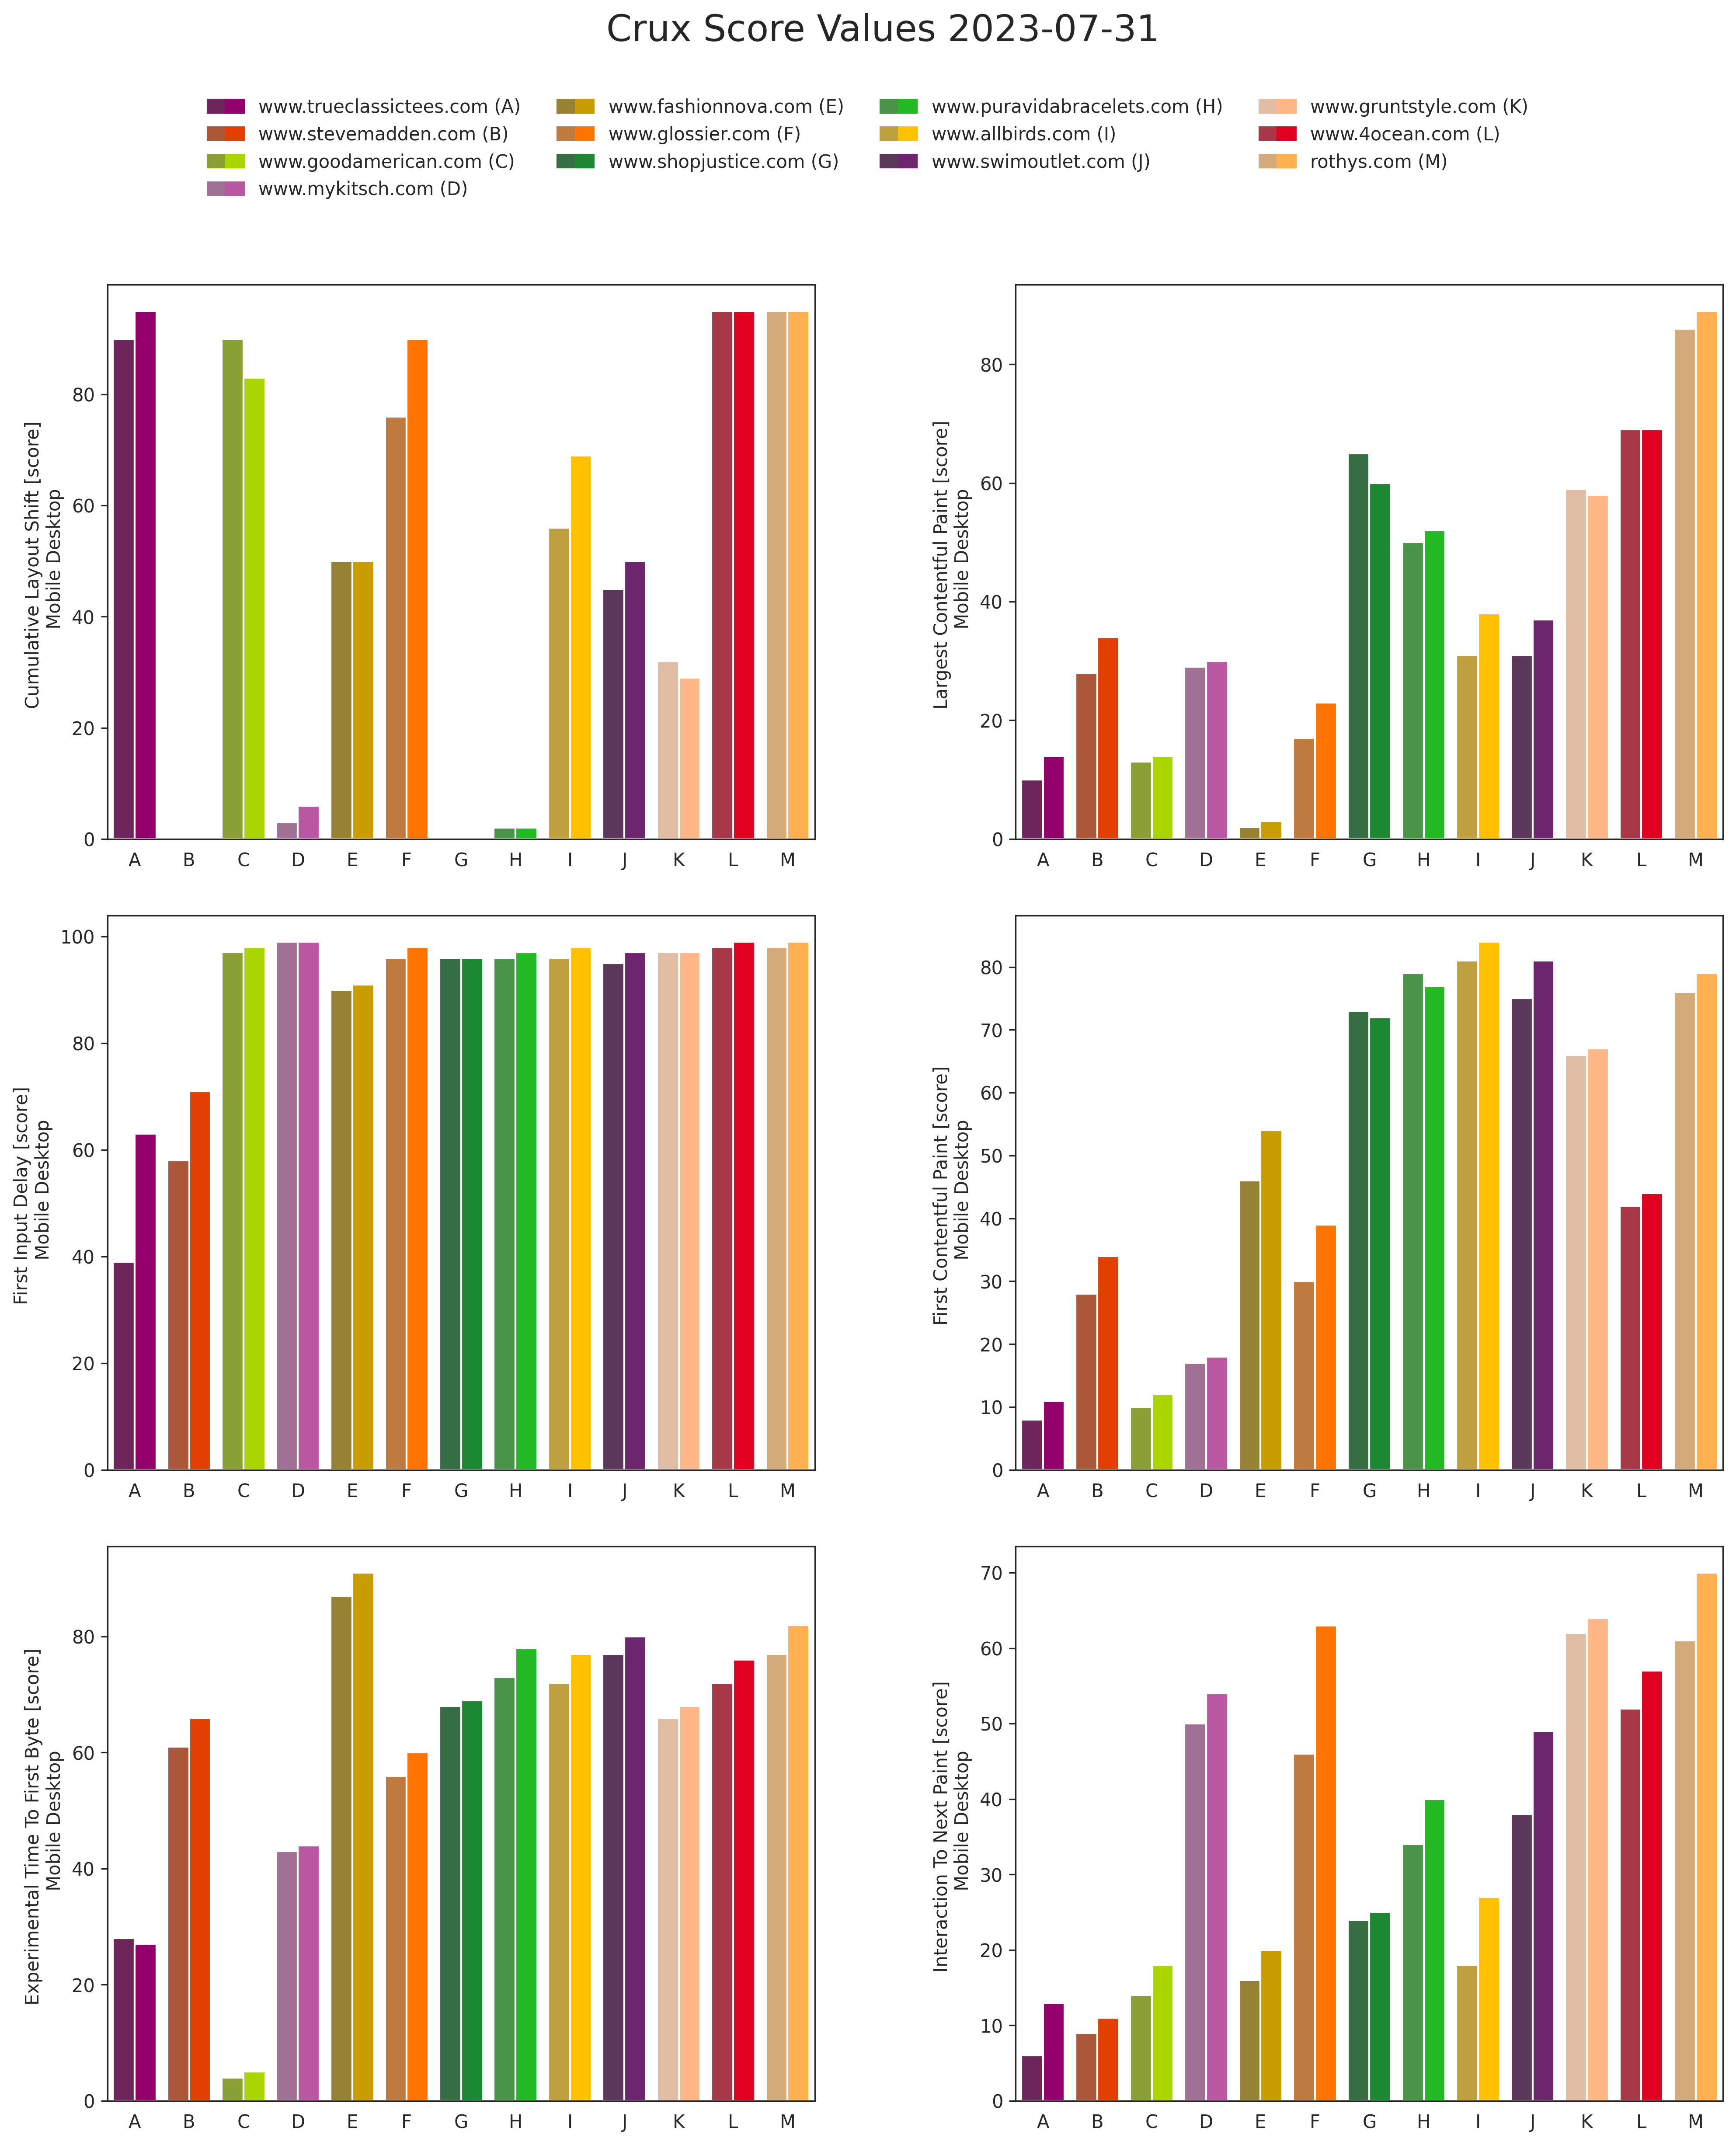 Crux Score Values 2023-07-31
www.trueclassictees.com (A)
www.stevemadden.com (B)
www.goodamerican.com (C)
www.mykitsch.com (D)
www.fashionnova.com (E)
www.glossier.com (F)
www.shopjustice.com (G)
www.puravidabracelets.com (H)
www.allbirds.com (I)
www.swimoutlet.com (J)
www.gruntstyle.com (K)
www.4ocean.com (L)
rothys.com (M)
Cumulative Layout Shift [score]
Mobile Desktop
80
60
40
20
0
A B C D E F G H I J K L M
Largest Contentful Paint [score]
Mobile Desktop
80
60
40
20
0
A B C D E F G H I J K L M
First Input Delay [score]
Mobile Desktop
100
80
60
40
20
0
A B C D E F G H I J K L M
First Contentful Paint [score]
Mobile Desktop
80
70
60
50
40
30
20
10
0
A B C D E F G H I J K L M
Experimental Time To First Byte [score]
Mobile Desktop
80
60
40
20
0
A B C D E F G H I J K L M
Interaction To Next Paint [score]
Mobile Desktop
70
60
50
40
30
20
10
0
A B C D E F G H I J K L M